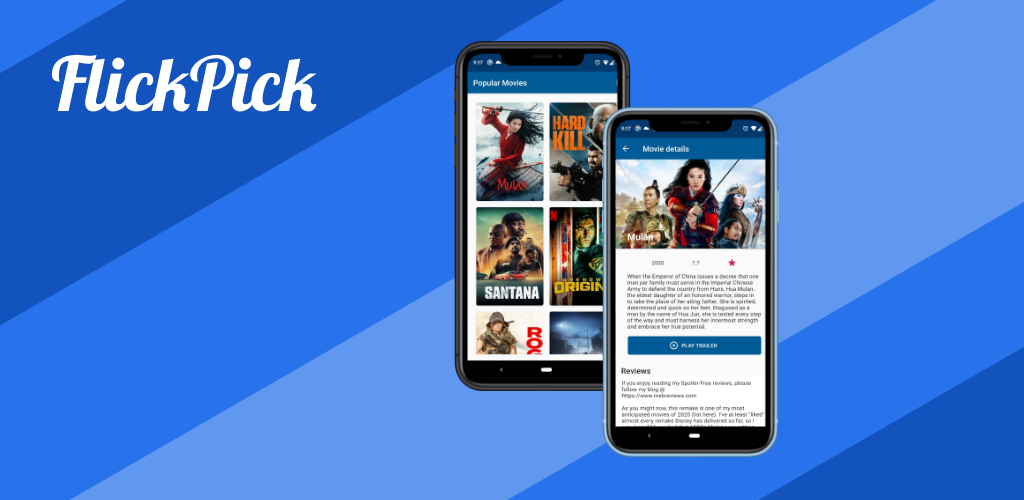 FlickPick
9:17
Popular Movies
MULAN
HARD
KILL
SANTANA
N
UNKNOWN
ORIGIN
9:17
Movie details
Mulan
2020
7.7
When the Emperor of China issues a decree that one
man per family must serve in the Imperial Chinese
Army to defend the country from Huns, Hua Mulan,
the eldest daughter of an honored warrior, steps in
to take the place of her ailing father. She is spirited,
determined and quick on her feet. Disguised as a
man by the name of Hua Jun, she is tested every step
of the way and must harness her innermost strength
and embrace her true potential.
PLAY TRAILER
Reviews
If you enjoy reading my Spoiler-Free reviews, please
follow my blog @
https://www.msbreviews.com
As you might now, this remake is one of my most
anticipated movies of 2020 (list here). I've at least "liked"
almost every remake Disney has delivered so far, so I